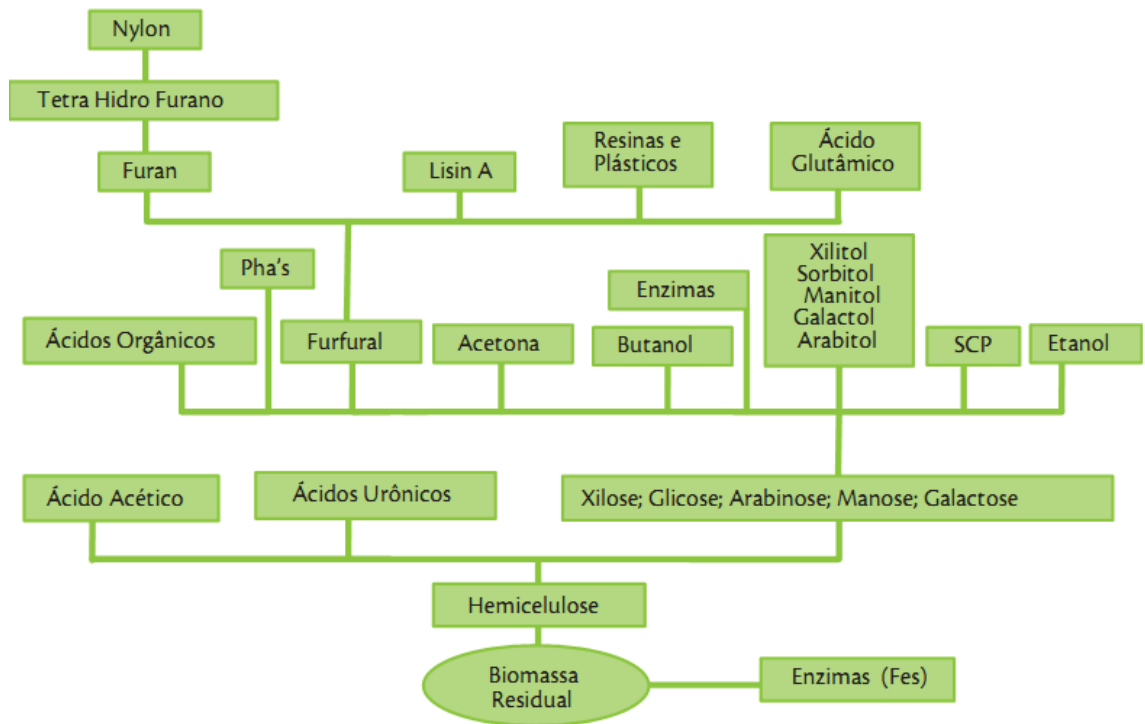 Nylon
Tetra Hidro Furano
Furan
Lisin A
Resinas e
Plásticos
Ácido
Glutâmico
Pha's
Enzimas
Xilitol
Sorbitol
Manitol
Galactol
Arabitol
Ácidos Orgânicos
Furfural
Acetona
Butanol
SCP
Etanol
Ácido Acético
Ácidos Urônicos
Xilose; Glicose; Arabinose; Manose; Galactose
Hemicelulose
Biomassa
Residual
Enzimas (Fes)